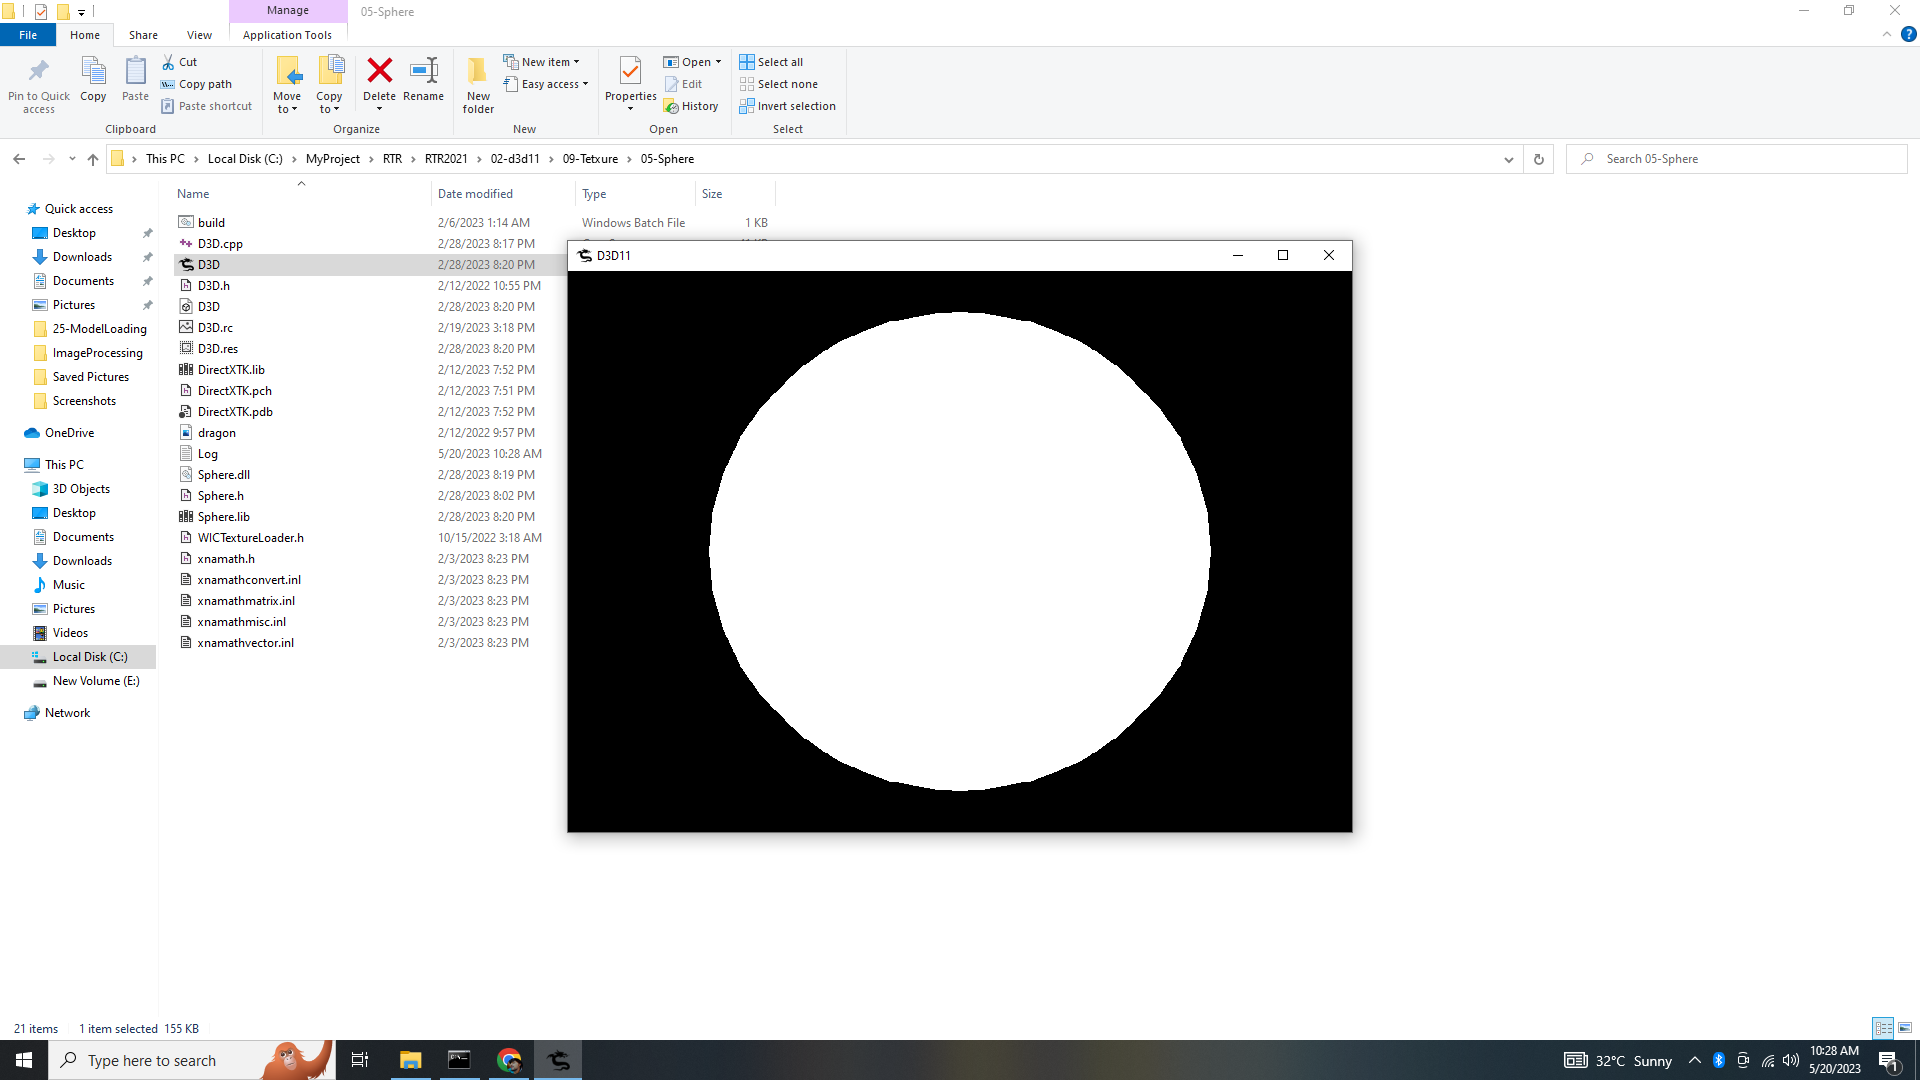 Manage
05-Sphere
File
Home
Share
View
Application Tools
Pin to Quick access
Copy
Paste
Cut
Copy path
Paste shortcut
Clipboard
Move to
Copy to
Delete
Rename
Organize
New folder
New item
Easy access
New
Properties
Open
Edit
History
Open
Select all
Select none
Invert selection
Select
This PC > Local Disk (C:) > MyProject > RTR > RTR2021 > 02-d3d11 > 09-Tetxure > 05-Sphere
Search 05-Sphere
Quick access
Desktop
Downloads
Documents
Pictures
25-ModelLoading
ImageProcessing
Saved Pictures
Screenshots
OneDrive
This PC
3D Objects
Desktop
Documents
Downloads
Music
Pictures
Videos
Local Disk (C:)
New Volume (E:)
Network
Name Date modified Type Size
build 2/6/2023 1:14 AM Windows Batch File 1 KB
D3D.cpp 2/28/2023 8:17 PM
D3D 2/28/2023 8:20 PM
D3D.h 2/12/2022 10:55 PM
D3D 2/28/2023 8:20 PM
D3D.rc 2/19/2023 3:18 PM
D3D.res 2/28/2023 8:20 PM
DirectXTK.lib 2/12/2023 7:52 PM
DirectXTK.pch 2/12/2023 7:51 PM
DirectXTK.pdb 2/12/2023 7:52 PM
dragon 2/12/2022 9:57 PM
Log 5/20/2023 10:28 AM
Sphere.dll 2/28/2023 8:19 PM
Sphere.h 2/28/2023 8:02 PM
Sphere.lib 2/28/2023 8:20 PM
WICTextureLoader.h 10/15/2022 3:18 AM
xnamath.h 2/3/2023 8:23 PM
xnamathconvert.inl 2/3/2023 8:23 PM
xnamathmatrix.inl 2/3/2023 8:23 PM
xnamathmisc.inl 2/3/2023 8:23 PM
xnamathvector.inl 2/3/2023 8:23 PM
D3D11
21 items 1 item selected 155 KB
Type here to search
32°C Sunny
10:28 AM
5/20/2023
1